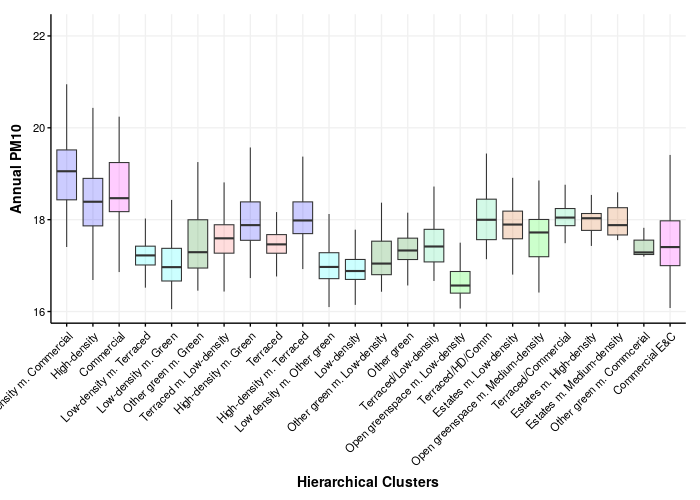 22
20
18
16
Annual PM10
m. Commercial
High-density
Commercial
Low-density m. Terraced
Low-density m. Green
Other green m. Green
Terraced m. Low-density
High-density m. Green
Terraced
High-density m. Terraced
Low density m. Other green
Low-density
Other green m. Low-density
Other green
Terraced/Low-density
Open greenspace m. Low-density
Terraced/HD/Comm
Estates m. Low-density
Open greenspace m. Medium-density
Terraced/Commercial
Estates m. High-density
Estates m. Medium-density
Other green m. Commcerial
Commercial E&C
Hierarchical Clusters